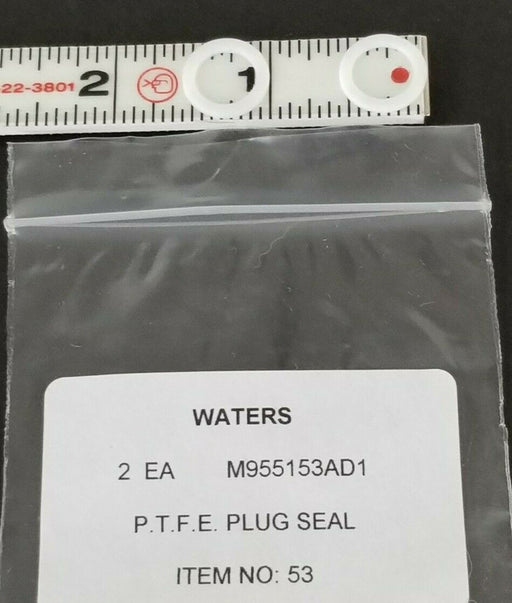 22-3801 2 1
WATERS
2 EA M955153AD1
P.T.F.E. PLUG SEAL
ITEM NO: 53